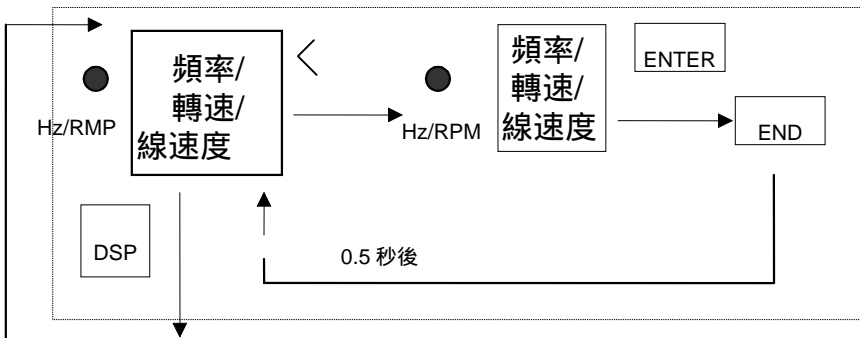 頻率/
轉速/
線速度
Hz/RMP
<
Hz/RPM
頻率/
轉速/
線速度
ENTER
END
DSP
0.5 秒後